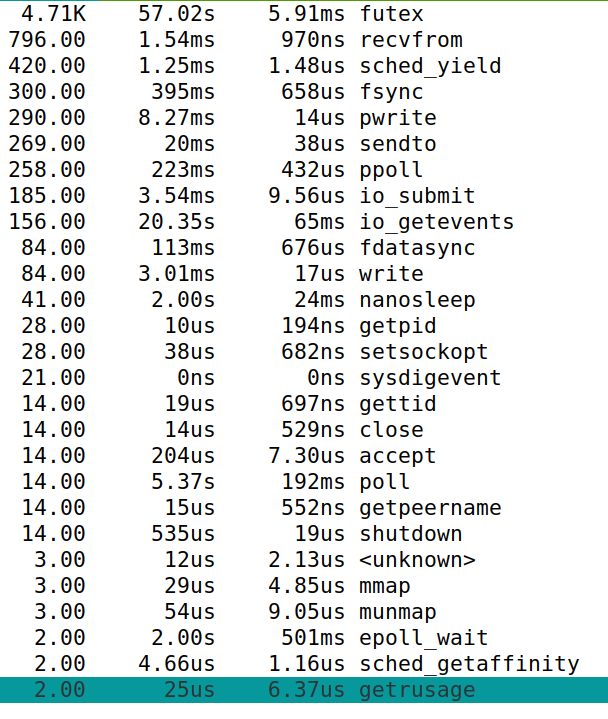 4.71K 57.02s 5.91ms futex
796.00 1.54ms 970ns recvfrom
420.00 1.25ms 1.48us sched_yield
300.00 395ms 658us fsync
290.00 8.27ms 14us pwrite
269.00 20ms 38us sendto
258.00 223ms 432us ppoll
185.00 3.54ms 9.56us io_submit
156.00 20.35s 65ms io_getevents
84.00 113ms 676us fdatasync
84.00 3.01ms 17us write
41.00 2.00s 24ms nanosleep
28.00 10us 194ns getpid
28.00 38us 682ns setsockopt
21.00 0ns 0ns sysdigevent
14.00 19us 697ns gettid
14.00 14us 529ns close
14.00 204us 7.30us accept
14.00 5.37s 192ms poll
14.00 15us 552ns getpeername
14.00 535us 19us shutdown
3.00 12us 2.13us <unknown>
3.00 29us 4.85us mmap
3.00 54us 9.05us munmap
2.00 2.00s 501ms epoll_wait
2.00 4.66us 1.16us sched_getaffinity
2.00 25us 6.37us getrusage